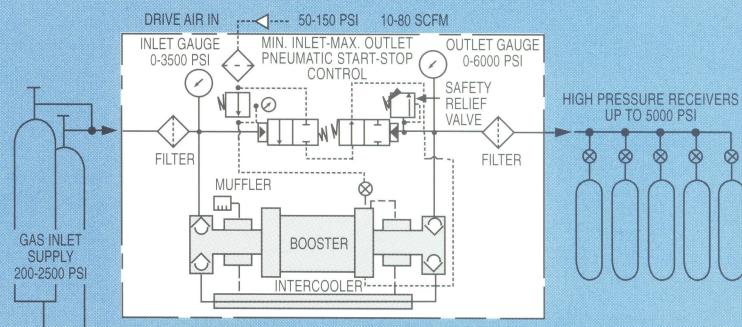 DRIVE AIR IN
50-150 PSI
10-80 SCFM
INLET GAUGE
0-3500 PSI
MIN. INLET-MAX. OUTLET
PNEUMATIC START-STOP
CONTROL
OUTLET GAUGE
0-6000 PSI
SAFETY
RELIEF
VALVE
HIGH PRESSURE RECEIVERS
UP TO 5000 PSI
FILTER
FILTER
MUFFLER
GAS INLET
SUPPLY
200-2500 PSI
BOOSTER
INTERCOOLER